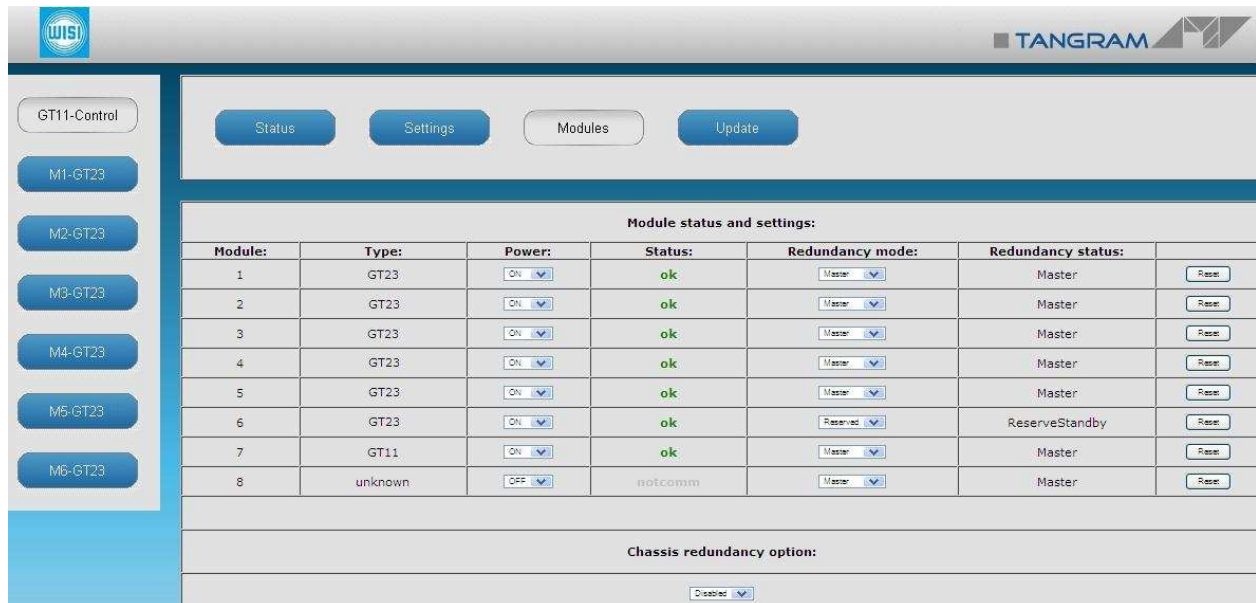 WISI
TANGRAM
GT11-Control
M1-GT23
M2-GT23
M3-GT23
M4-GT23
M5-GT23
M6-GT23
Status Settings Modules Update
Module status and settings:
Module: Type: Power: Status: Redundancy mode: Redundancy status:
1 GT23 ON ok Master Master Reset
2 GT23 ON ok Master Master Reset
3 GT23 ON ok Master Master Reset
4 GT23 ON ok Master Master Reset
5 GT23 ON ok Master Master Reset
6 GT23 ON ok Reserved ReserveStandby Reset
7 GT11 ON ok Master Master Reset
8 unknown OFF notcomm Master Master Reset
Chassis redundancy option:
Disabled